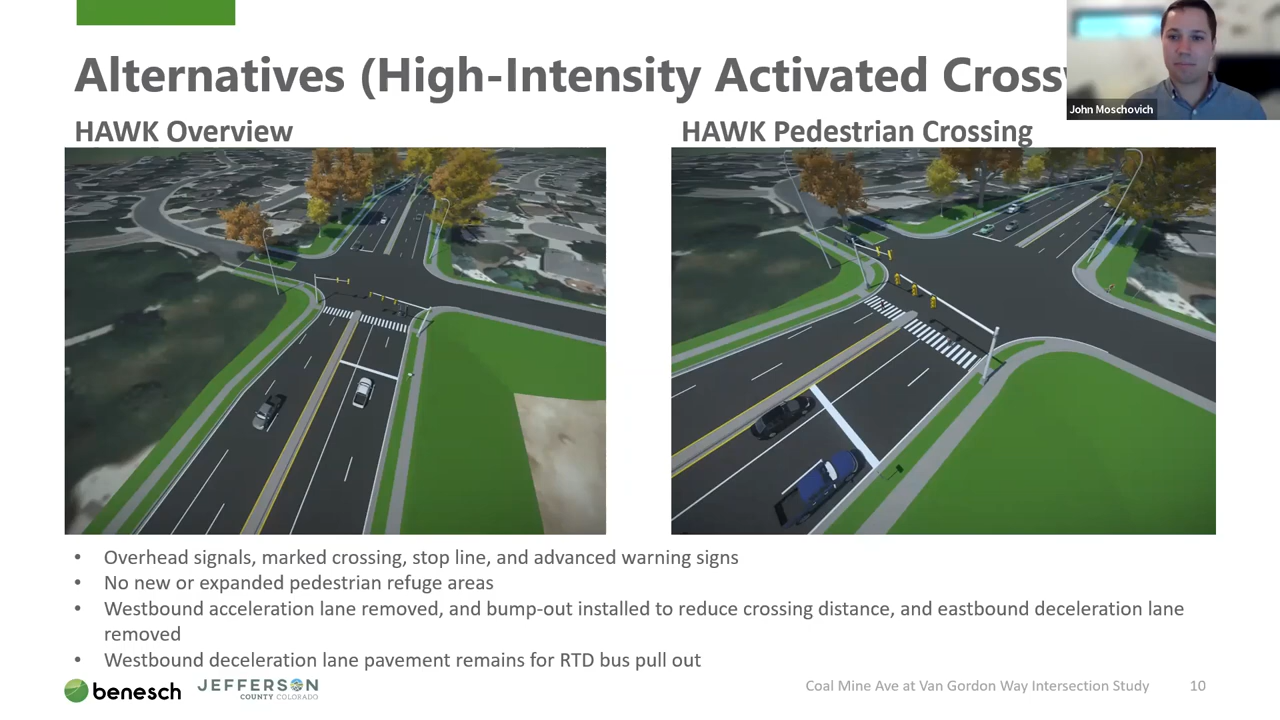 Alternatives (High-Intensity Activated
John Moschovich
HAWK Overview
HAWK Pedestrian Crossing
• Overhead signals, marked crossing, stop line, and advanced warning signs
• No new or expanded pedestrian refuge areas
• Westbound acceleration lane removed, and bump-out installed to reduce crossing distance, and eastbound deceleration lane
removed
• Westbound deceleration lane pavement remains for RTD bus pull out
benesch
JEFFERSON
COUNTY COLORADO
Coal Mine Ave at Van Gordon Way Intersection Study
10